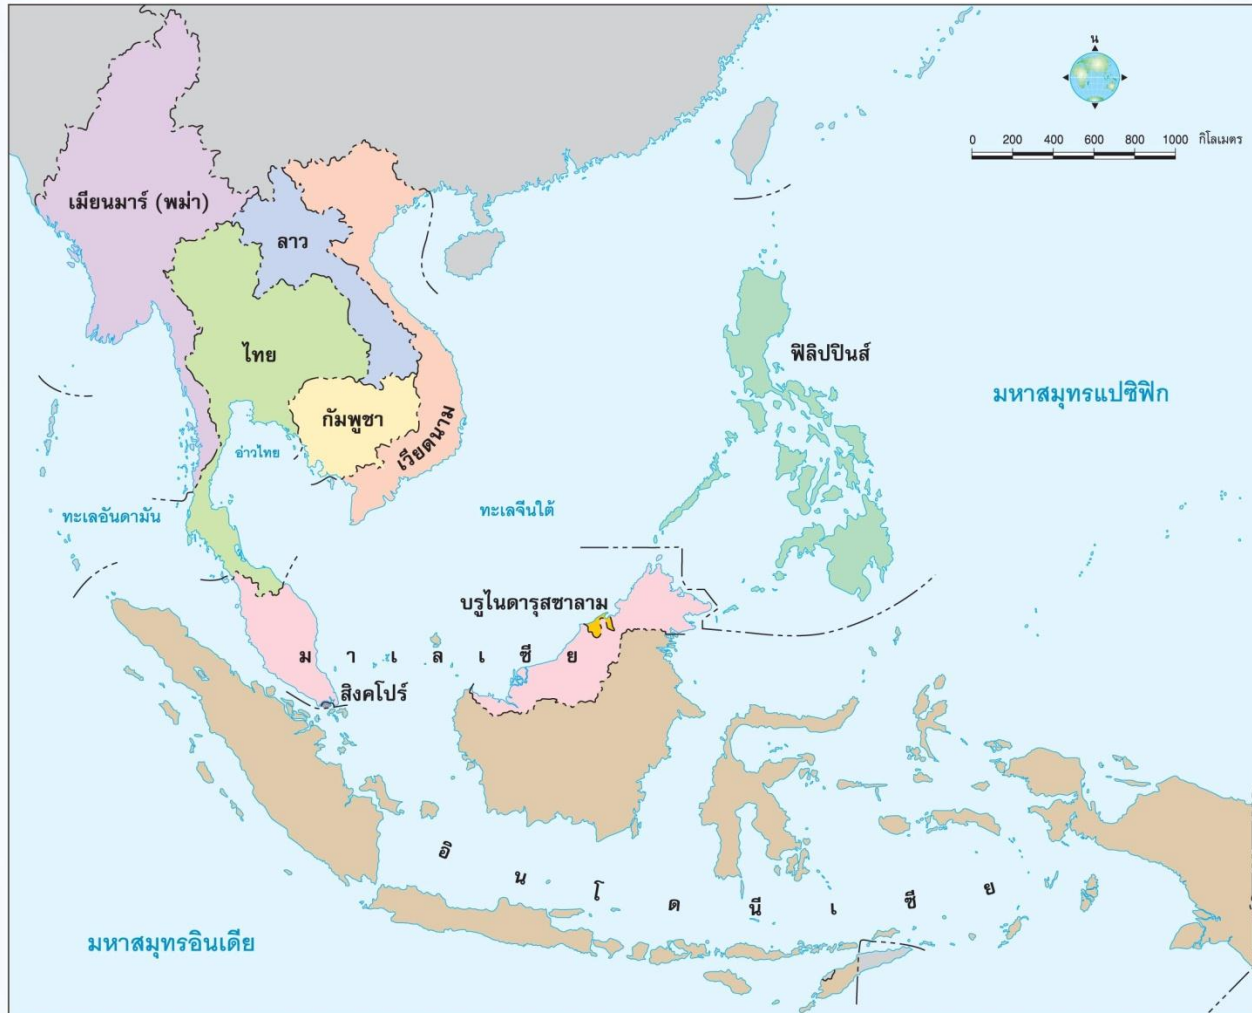 น
0 200 400 600 800 1000 กิโลเมตร
เมียนมาร์ (พม่า)
ลาว
ไทย
ฟิลิปปินส์
มหาสมุทรแปซิฟิก
กัมพูชา
เวียดนาม
อ่าวไทย
ทะเลอันดามัน
ทะเลจีนใต้
บรูไนดารุสซาลาม
มาเลเซีย
สิงคโปร์
อินโดนีเซีย
มหาสมุทรอินเดีย